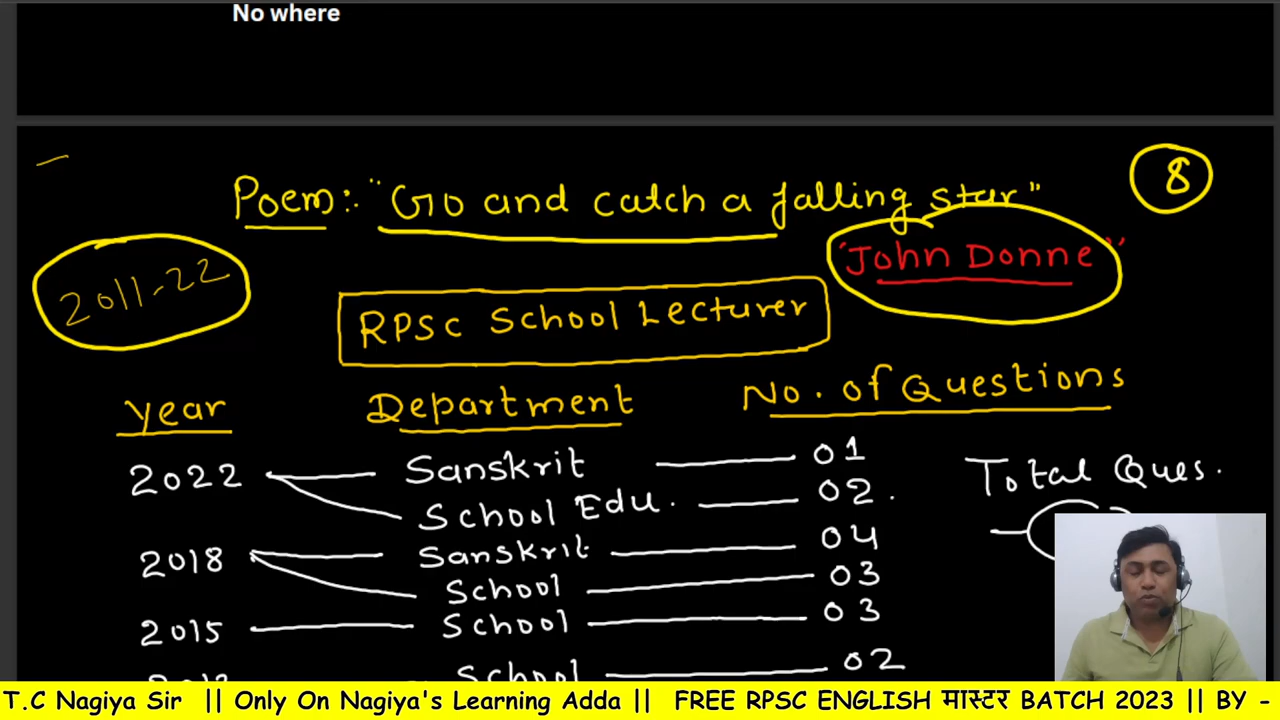 No where
Poem:- "Go and catch a falling star" 8
"John Donne"
2011-22
RPSC School Lecturer
Year Department No. of Questions
2022 Sanskrit 01
School Edu. 02
Total Ques.
2018 Sanskrit 04
School 03
2015 School 03
School 02
T.C Nagiya Sir || Only On Nagiya's Learning Adda || FREE RPSC ENGLISH मास्टर BATCH 2023 || BY -